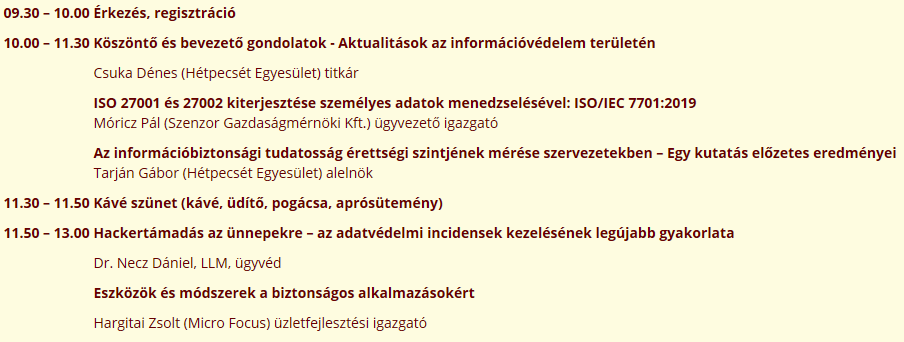 09.30 – 10.00 Érkezés, regisztráció
10.00 – 11.30 Köszöntő és bevezető gondolatok - Aktualitások az információvédelem területén
Csuka Dénes (Hétpecsét Egyesület) titkár
ISO 27001 és 27002 kiterjesztése személyes adatok menedzselésével: ISO/IEC 7701:2019
Móricz Pál (Szenzor Gazdaságmérnöki Kft.) ügyvezető igazgató
Az információbiztonsági tudatosság érettségi szintjének mérése szervezetekben – Egy kutatás előzetes eredményei
Tarján Gábor (Hétpecsét Egyesület) alelnök
11.30 – 11.50 Kávé szünet (kávé, üdítő, pogácsa, aprósütemény)
11.50 – 13.00 Hackertámadás az ünnepekre – az adatvédelmi incidensek kezelésének legújabb gyakorlata
Dr. Necz Dániel, LLM, ügyvéd
Eszközök és módszerek a biztonságos alkalmazásokért
Hargitai Zsolt (Micro Focus) üzletfejlesztési igazgató